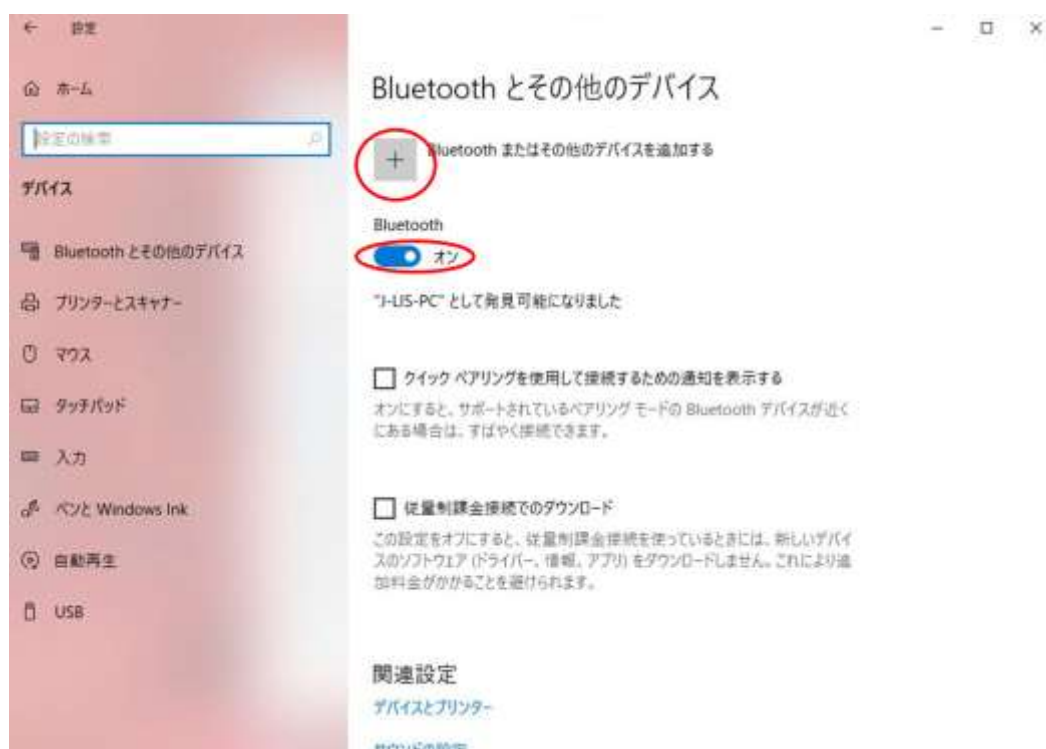 設定
ホーム
設定の検索
デバイス
Bluetooth とその他のデバイス
プリンターとスキャナー
マウス
タッチパッド
入力
ペンと Windows Ink
自動再生
USB
Bluetooth とその他のデバイス
Bluetooth またはその他のデバイスを追加する
Bluetooth
オン
"J-LIS-PC" として発見可能になりました
クイック ペアリングを使用して接続するための通知を表示する
オンにすると、サポートされているペアリング モードの Bluetooth デバイスが近く
にある場合は、すばやく接続できます。
従量制課金接続でのダウンロード
この設定をオフにすると、従量制課金接続を使っているときには、新しいデバイ
スのソフトウェア (ドライバー、情報、アプリ) をダウンロードしません。これにより追
加料金がかかることを避けられます。
関連設定
デバイスとプリンター
サウンドの設定